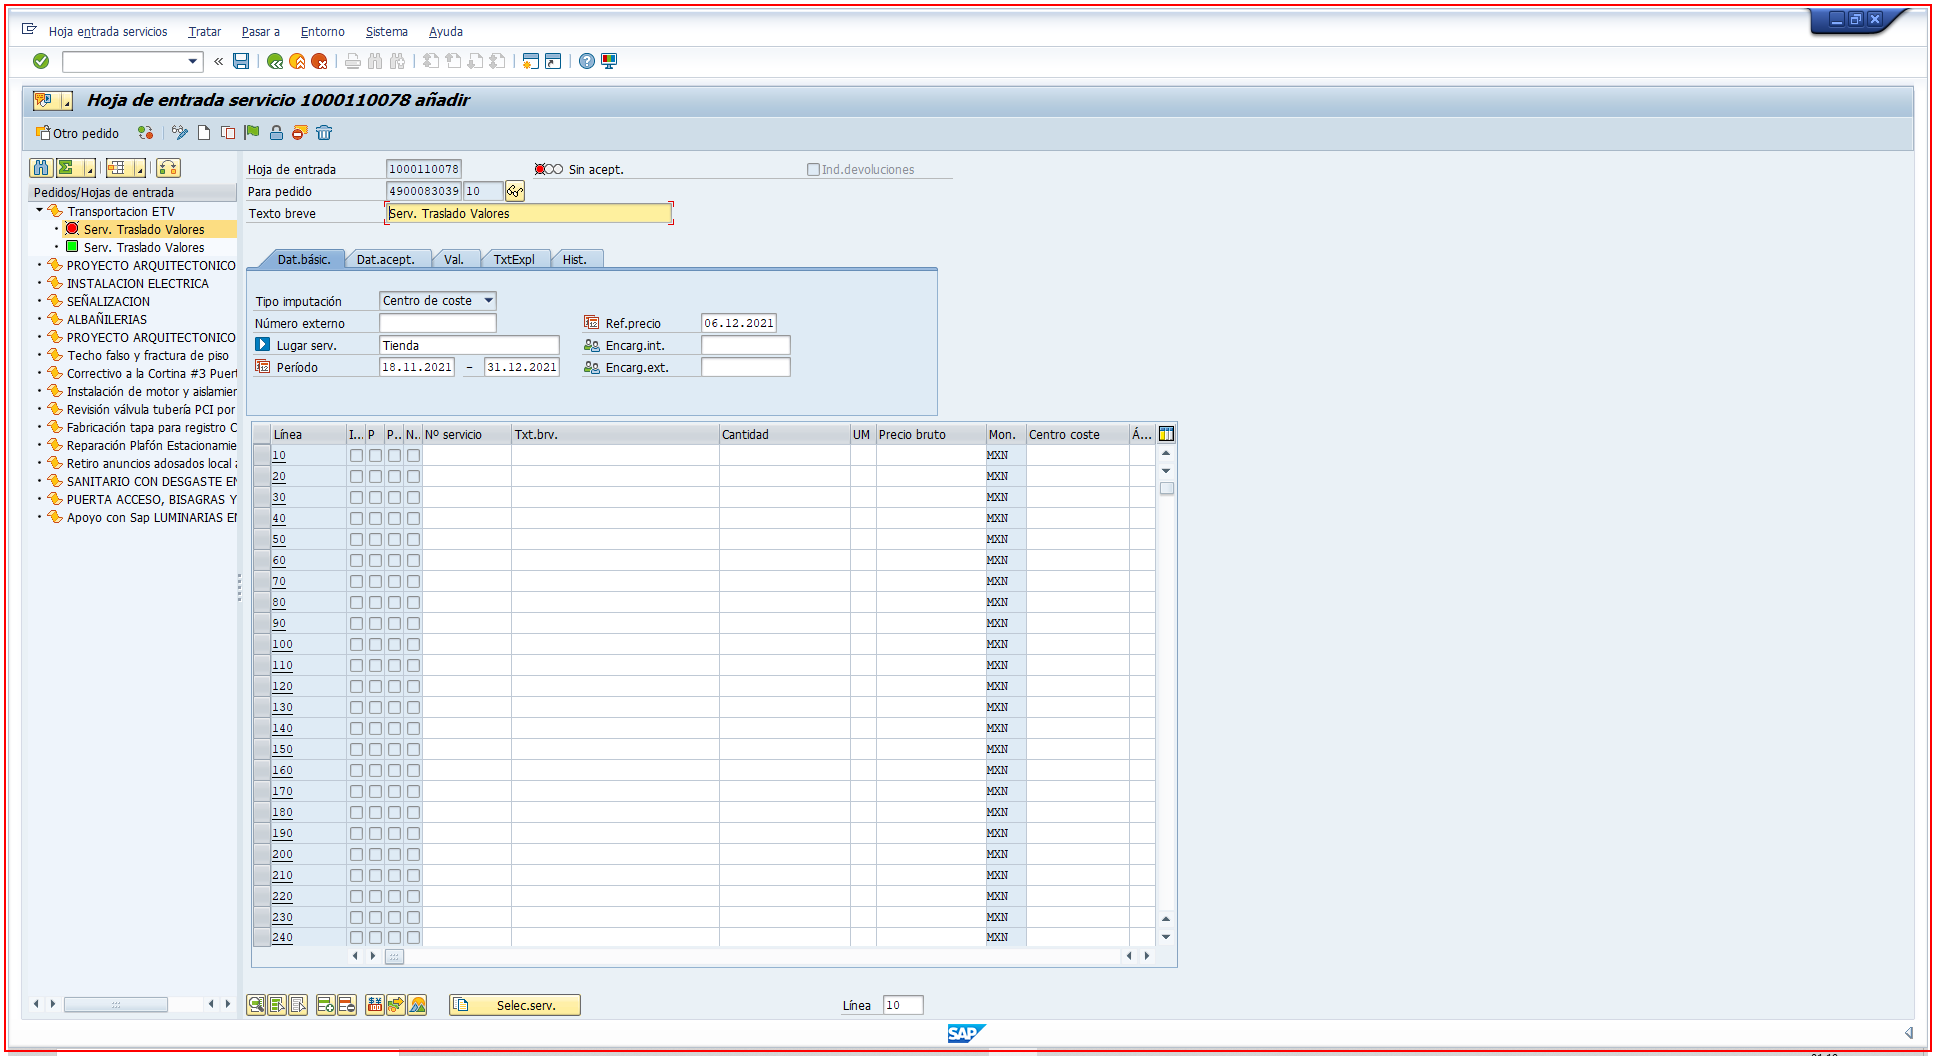 Hoja entrada servicios Tratar Pasar a Entorno Sistema Ayuda
Hoja de entrada servicio 1000110078 añadir
Otro pedido
Pedidos/Hojas de entrada
Transportacion ETV
Serv. Traslado Valores
Serv. Traslado Valores
PROYECTO ARQUITECTONICO
INSTALACION ELECTRICA
SEÑALIZACION
ALBAÑILERIAS
PROYECTO ARQUITECTONICO
Techo falso y fractura de piso
Correctivo a la Cortina #3 Puert
Instalación de motor y aislamier
Revisión válvula tubería PCI por
Fabricación tapa para registro C
Reparación Plafón Estacionamie
Retiro anuncios adosados local a
SANITARIO CON DESGASTE EN
PUERTA ACCESO, BISAGRAS Y
Apoyo con Sap LUMINARIAS EN
Hoja de entrada 1000110078 Sin acept. Ind.devoluciones
Para pedido 4900083039 10
Texto breve Serv. Traslado Valores
Dat.básic. Dat.acept. Val. TxtExpl Hist.
Tipo imputación Centro de coste
Número externo Ref.precio 06.12.2021
Lugar serv. Tienda Encarg.int.
Período 18.11.2021 - 31.12.2021 Encarg.ext.
Línea I... P P.. N.. Nº servicio Txt.brv. Cantidad UM Precio bruto Mon. Centro coste Á...
10 MXN
20 MXN
30 MXN
40 MXN
50 MXN
60 MXN
70 MXN
80 MXN
90 MXN
100 MXN
110 MXN
120 MXN
130 MXN
140 MXN
150 MXN
160 MXN
170 MXN
180 MXN
190 MXN
200 MXN
210 MXN
220 MXN
230 MXN
240 MXN
Selec.serv. Línea 10
SAP